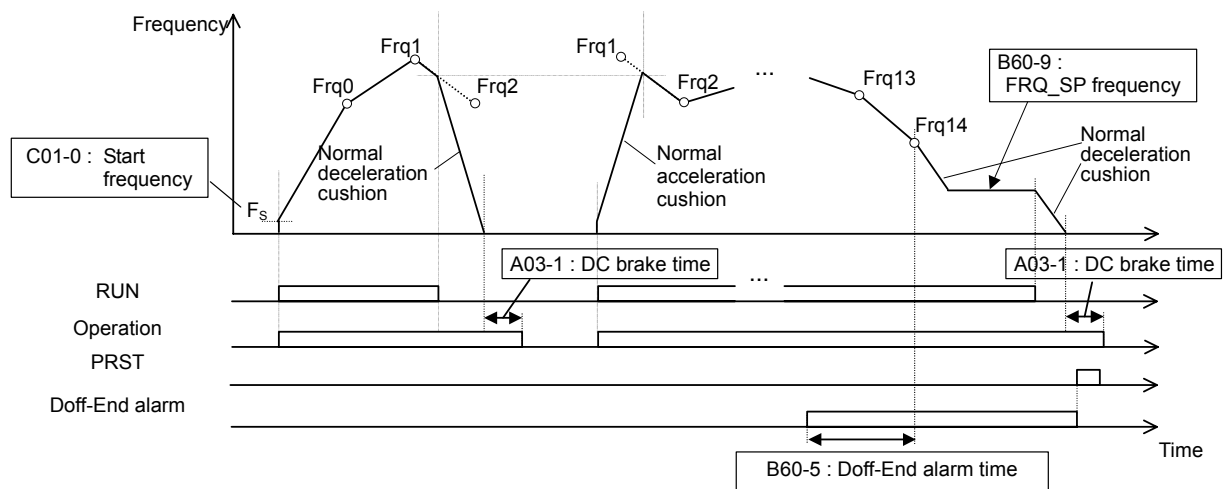 Frequency
Frq1
Frq0
Frq2
Frq1
Frq2
...
Frq13
Frq14
B60-9 :
FRQ_SP frequency
C01-0 : Start
frequency
Normal
deceleration
cushion
Normal
acceleration
cushion
Normal
deceleration
cushion
FS
A03-1 : DC brake time
A03-1 : DC brake time
RUN
...
Operation
PRST
Doff-End alarm
Time
B60-5 : Doff-End alarm time